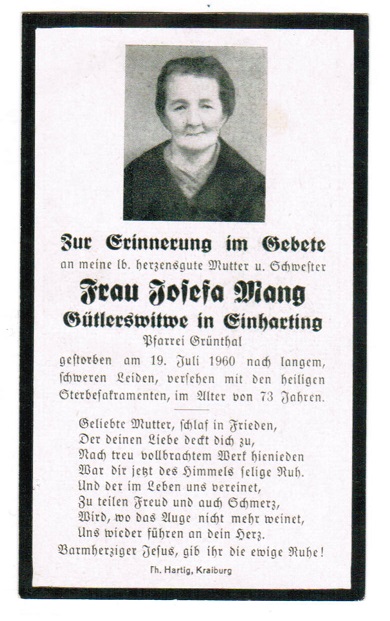 Zur Erinnerung im Gebete
an meine lb. herzensgute Mutter u. Schwester
Frau Josefa Mang
Gütlerswitwe in Einharting
Pfarrei Grünthal
gestorben am 19. Juli 1960 nach langem,
schweren Leiden, versehen mit den heiligen
Sterbesakramenten, im Alter von 73 Jahren.
Geliebte Mutter, schlaf in Frieden,
Der deinen Liebe deckt dich zu,
Nach treu vollbrachtem Werk hienieden
War dir jetzt des Himmels selige Ruh.
Und der im Leben uns vereinet,
Zu teilen Freud und auch Schmerz,
Wird, wo das Auge nicht mehr weinet,
Uns wieder führen an dein Herz.
Barmherziger Jesus, gib ihr die ewige Ruhe!
Th. Hartig, Kraiburg